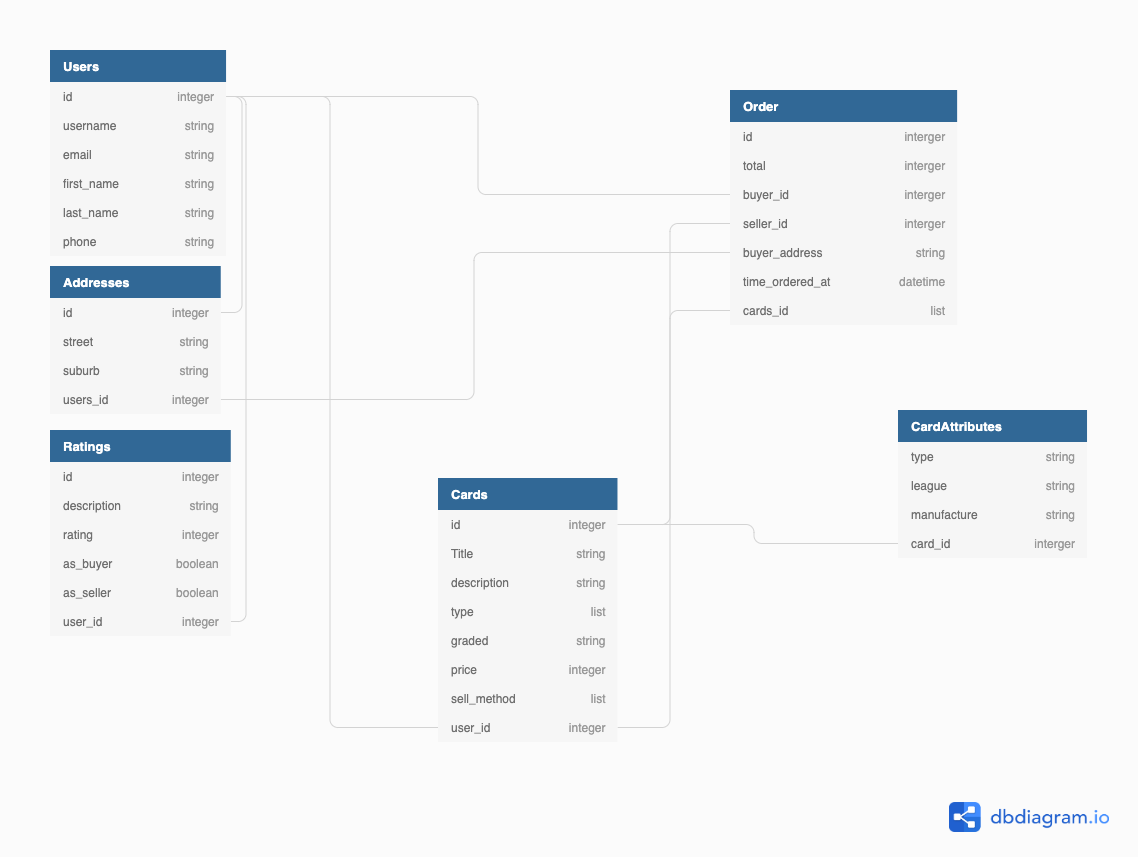 Users
id integer
username string
email string
first_name string
last_name string
phone string
Addresses
id integer
street string
suburb string
users_id integer
Ratings
id integer
description string
rating integer
as_buyer boolean
as_seller boolean
user_id integer
Cards
id integer
Title string
description string
type list
graded string
price integer
sell_method list
user_id integer
Order
id interger
total interger
buyer_id interger
seller_id interger
buyer_address string
time_ordered_at datetime
cards_id list
CardAttributes
type string
league string
manufacture string
card_id interger
dbdiagram.io